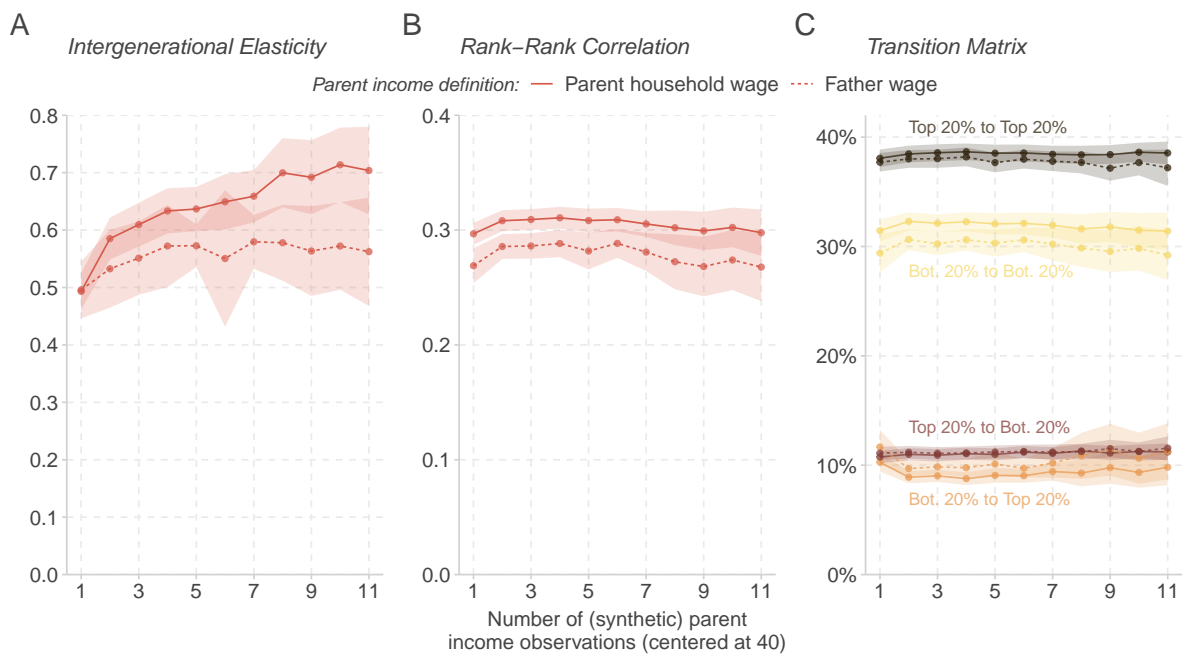 A
Intergenerational Elasticity
B
Rank−Rank Correlation
C
Transition Matrix
Parent income definition: Parent household wage Father wage
0.8
0.7
0.6
0.5
0.4
0.3
0.2
0.1
0.0
1 3 5 7 9 11
0.4
0.3
0.2
0.1
0.0
1 3 5 7 9 11
Number of (synthetic) parent
income observations (centered at 40)
40%
30%
20%
10%
0%
Top 20% to Top 20%
Bot. 20% to Bot. 20%
Top 20% to Bot. 20%
Bot. 20% to Top 20%
1 3 5 7 9 11